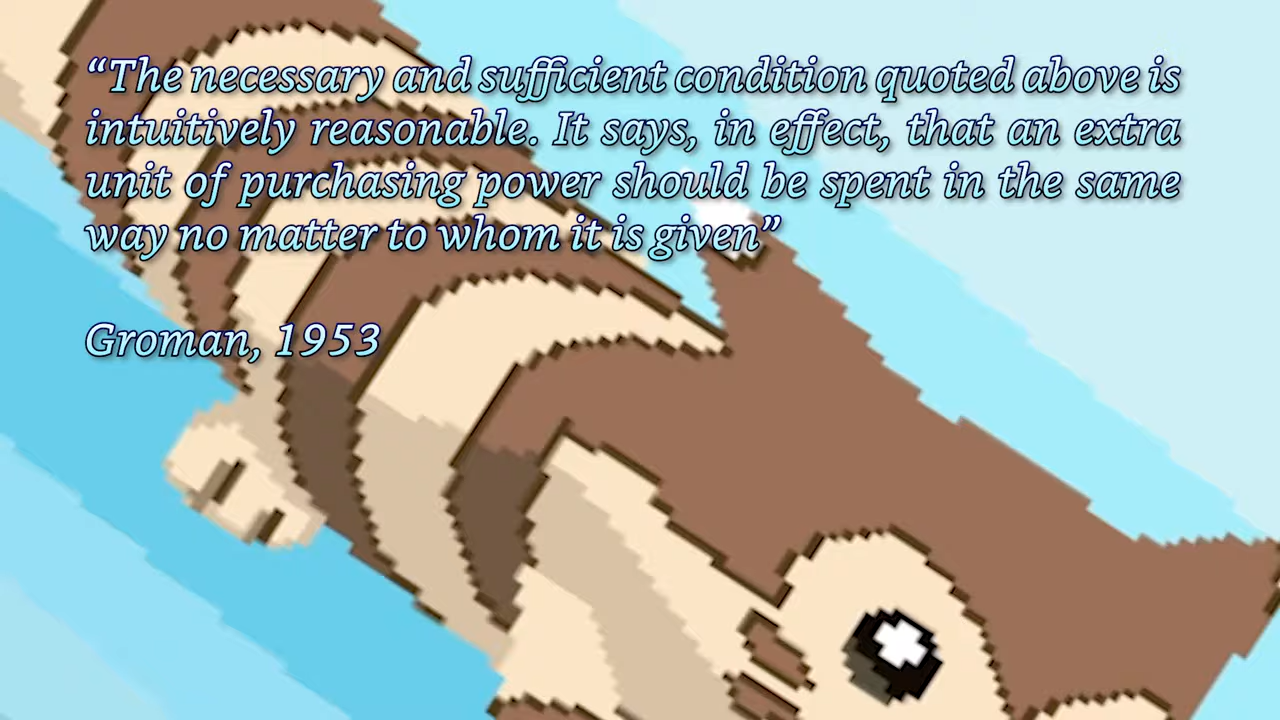 “The necessary and sufficient condition quoted above is
intuitively reasonable. It says, in effect, that an extra
unit of purchasing power should be spent in the same
way no matter to whom it is given”
Groman, 1953